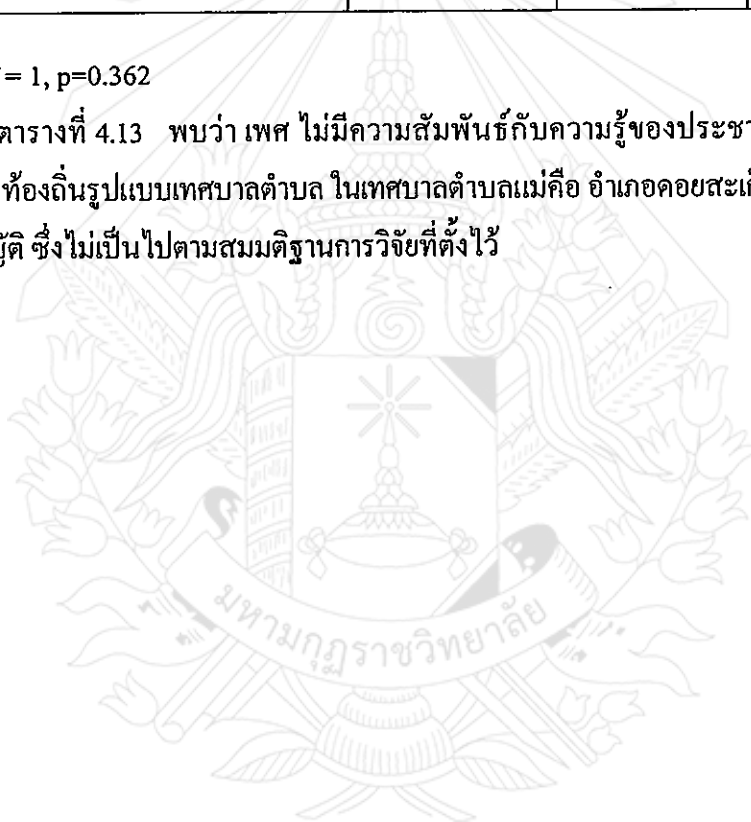 = 1, p=0.362
ตารางที่ 4.13 พบว่า เพศ ไม่มีความสัมพันธ์กับความรู้ของประชา
ท้องถิ่นรูปแบบเทศบาลตำบล ในเทศบาลตำบลแม่คือ อำเภอดอยสะเก็
ญัติ ซึ่งไม่เป็นไปตามสมมติฐานการวิจัยที่ตั้งไว้
มหามกุฏราชวิทยาลัย